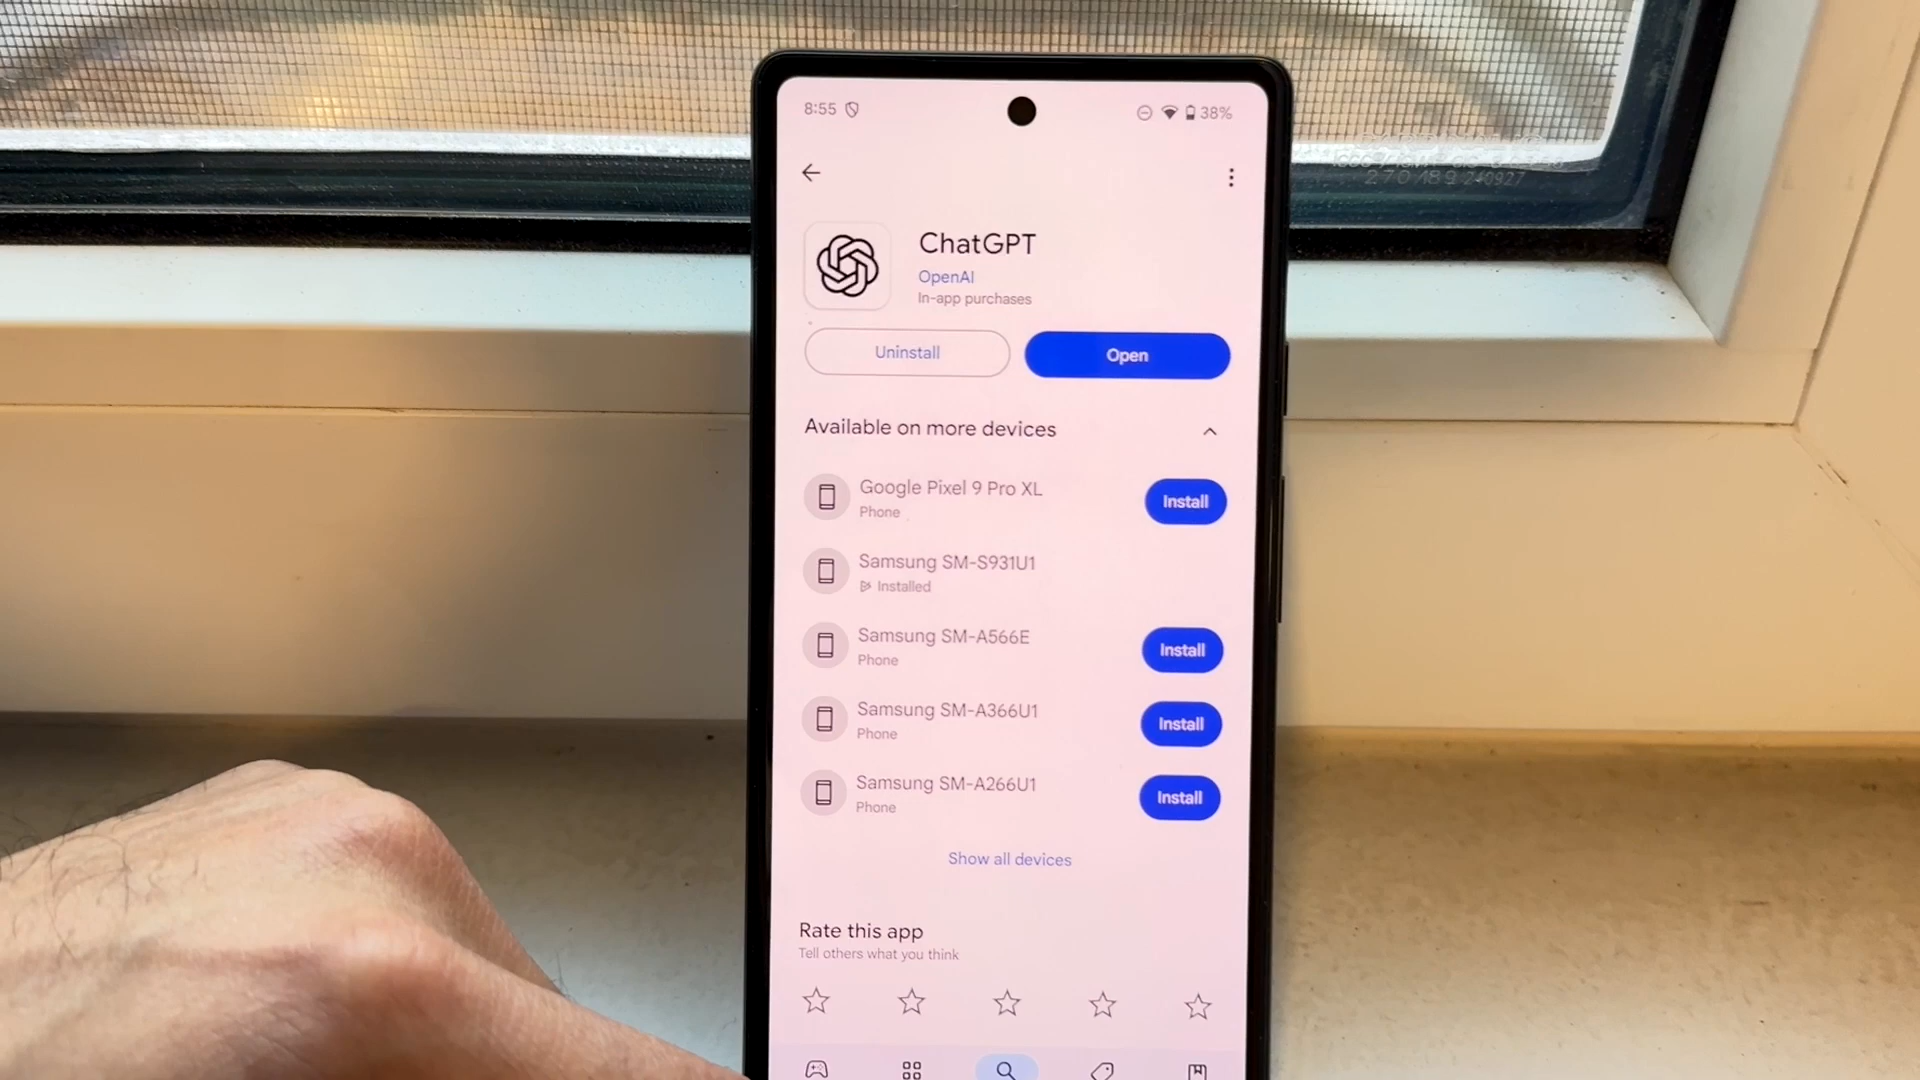 8:55
38%
ChatGPT
OpenAI
In-app purchases
Uninstall
Open
Available on more devices
Google Pixel 9 Pro XL
Phone
Install
Samsung SM-S931U1
Installed
Samsung SM-A566E
Phone
Install
Samsung SM-A366U1
Phone
Install
Samsung SM-A266U1
Phone
Install
Show all devices
Rate this app
Tell others what you think